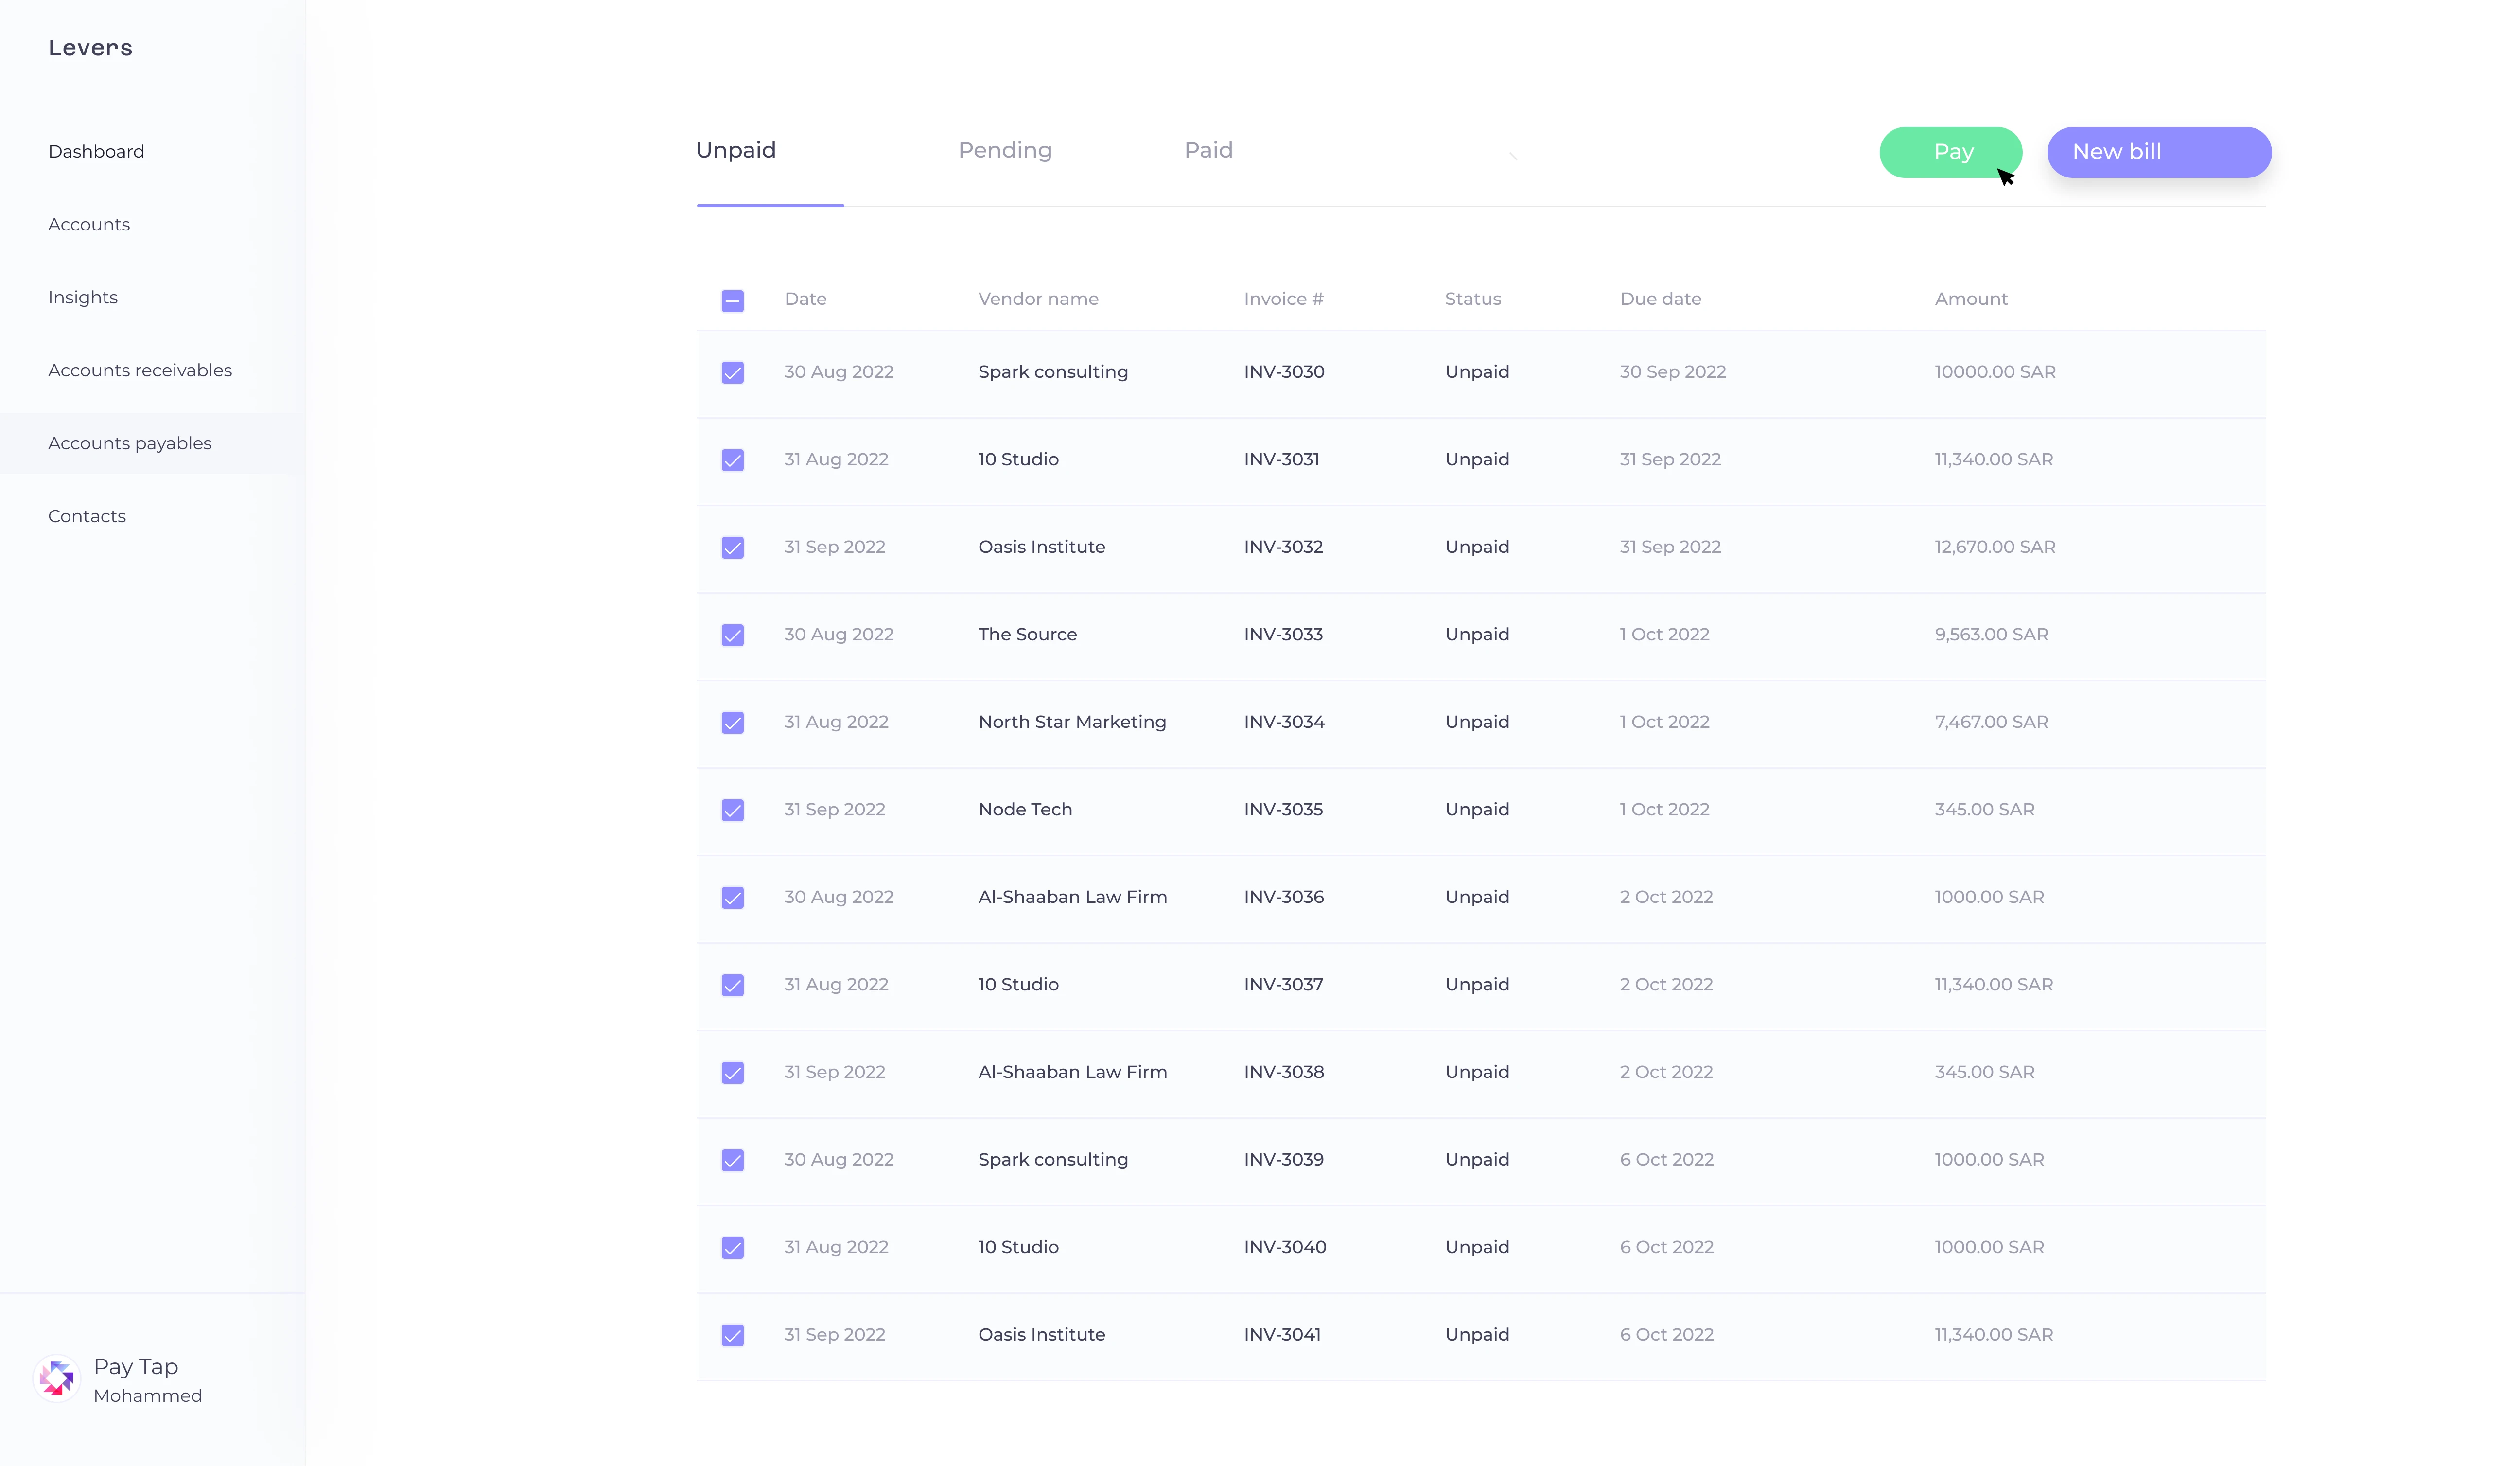 Levers
Dashboard
Accounts
Insights
Accounts receivables
Accounts payables
Contacts
Pay Tap
Mohammed
Unpaid Pending Paid Pay New bill
Date Vendor name Invoice # Status Due date Amount
30 Aug 2022 Spark consulting INV-3030 Unpaid 30 Sep 2022 10000.00 SAR
31 Aug 2022 10 Studio INV-3031 Unpaid 31 Sep 2022 11,340.00 SAR
31 Sep 2022 Oasis Institute INV-3032 Unpaid 31 Sep 2022 12,670.00 SAR
30 Aug 2022 The Source INV-3033 Unpaid 1 Oct 2022 9,563.00 SAR
31 Aug 2022 North Star Marketing INV-3034 Unpaid 1 Oct 2022 7,467.00 SAR
31 Sep 2022 Node Tech INV-3035 Unpaid 1 Oct 2022 345.00 SAR
30 Aug 2022 Al-Shaaban Law Firm INV-3036 Unpaid 2 Oct 2022 1000.00 SAR
31 Aug 2022 10 Studio INV-3037 Unpaid 2 Oct 2022 11,340.00 SAR
31 Sep 2022 Al-Shaaban Law Firm INV-3038 Unpaid 2 Oct 2022 345.00 SAR
30 Aug 2022 Spark consulting INV-3039 Unpaid 6 Oct 2022 1000.00 SAR
31 Aug 2022 10 Studio INV-3040 Unpaid 6 Oct 2022 1000.00 SAR
31 Sep 2022 Oasis Institute INV-3041 Unpaid 6 Oct 2022 11,340.00 SAR